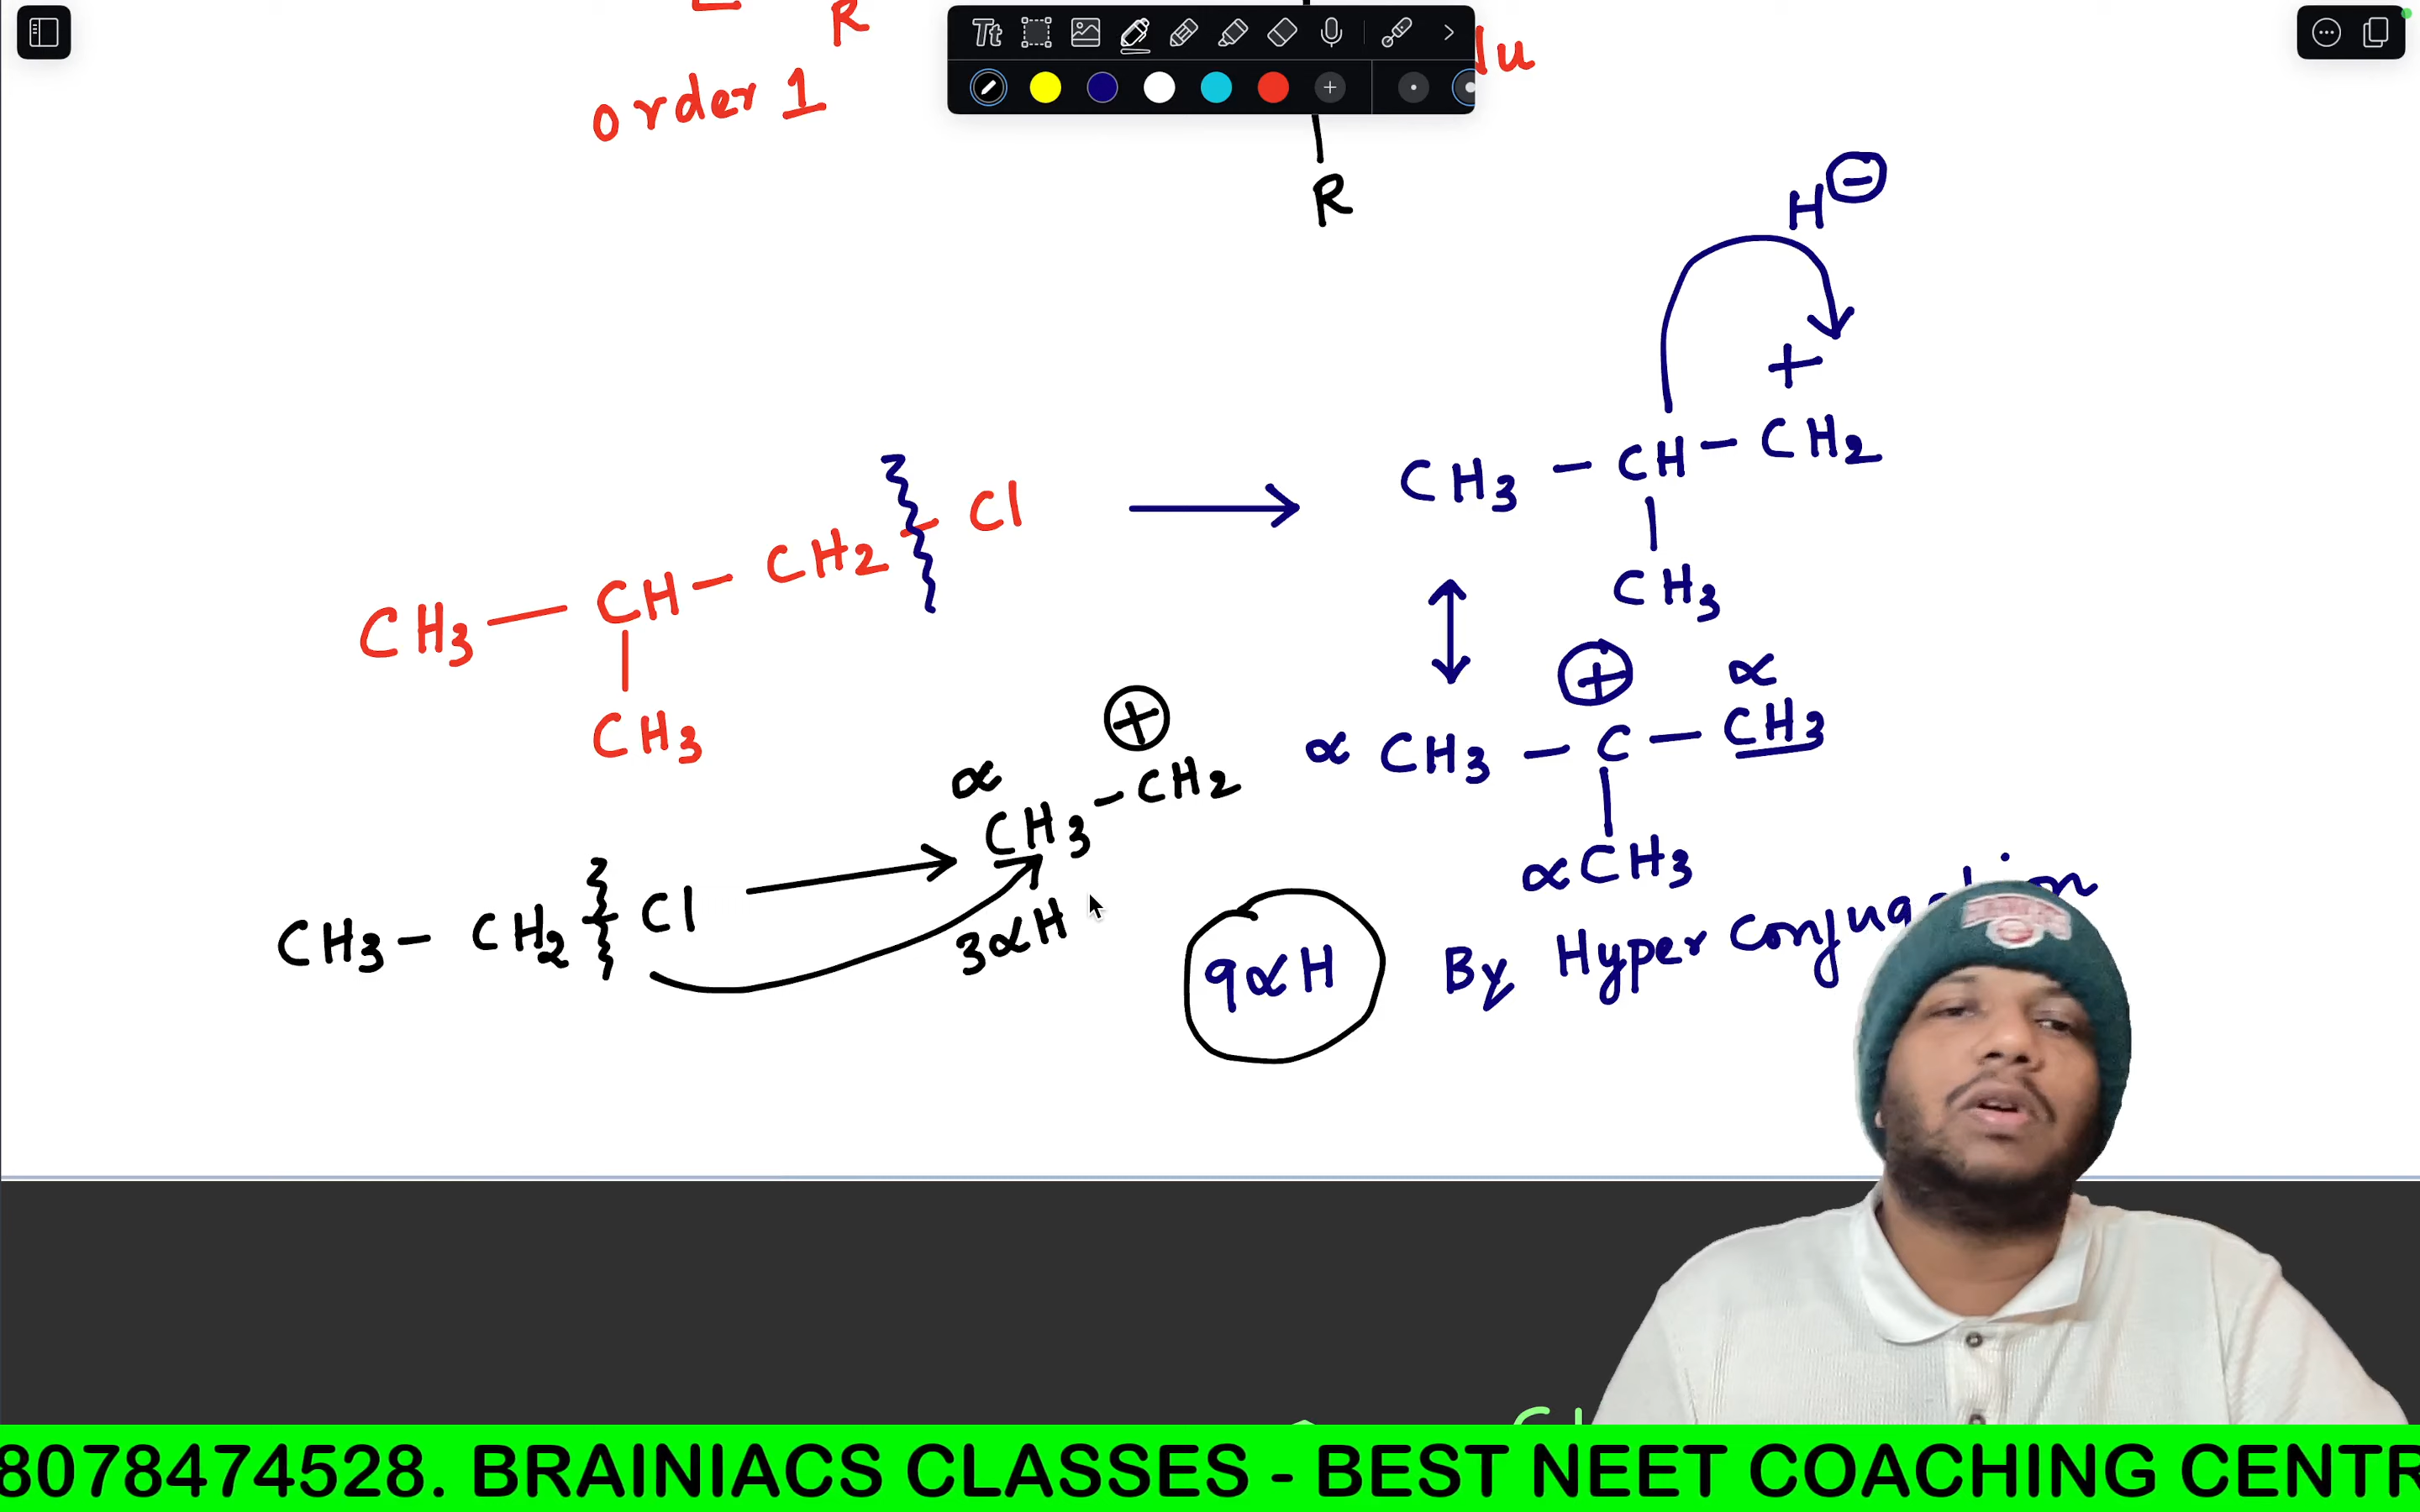 R
order 1
Tt
R
H ⊖
CH3 — CH — CH2 — Cl
CH3
+
CH3 — CH — CH2
CH3
⊕
α
α CH3 — C — CH3
α CH3
CH3 — CH2 Cl
α
⊕
CH3 — CH2
3αH
9αH
By Hyper
8078474528. BRAINIACS CLASSES - BEST NEET COACHING CENTR